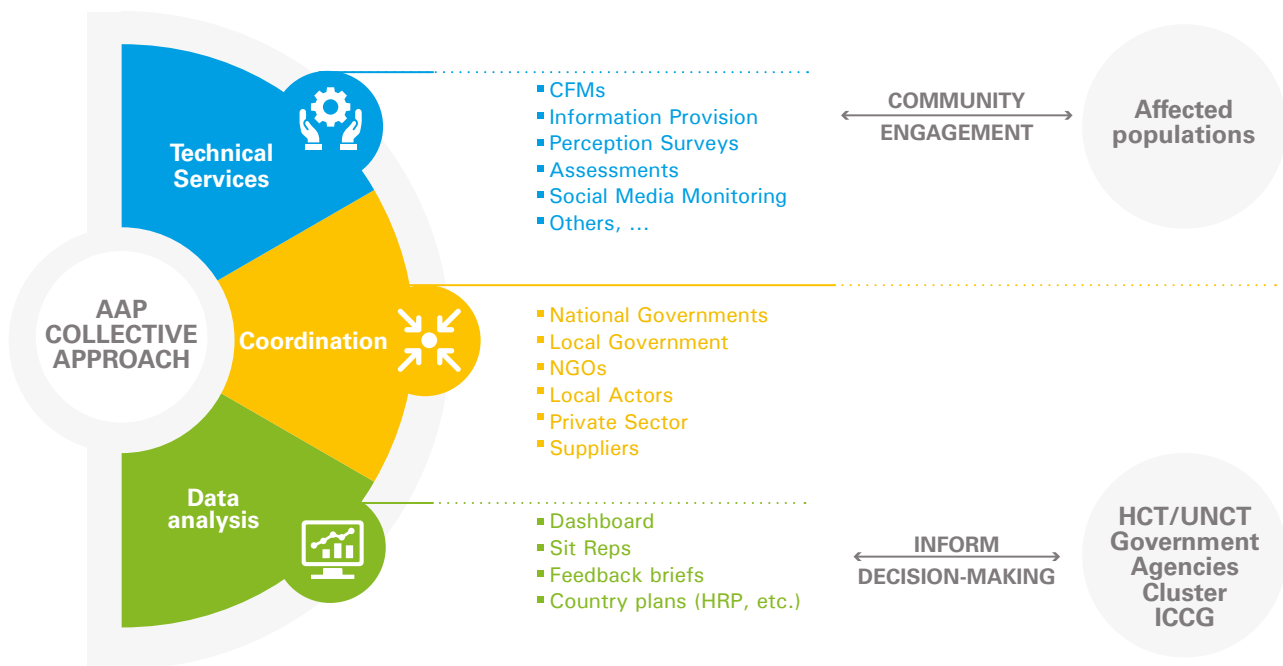 AAP
COLLECTIVE
APPROACH
Technical
Services
CFMs
Information Provision
Perception Surveys
Assessments
Social Media Monitoring
Others, ...
COMMUNITY
ENGAGEMENT
Affected
populations
Coordination
National Governments
Local Government
NGOs
Local Actors
Private Sector
Suppliers
Data
analysis
Dashboard
Sit Reps
Feedback briefs
Country plans (HRP, etc.)
INFORM
DECISION-MAKING
HCT/UNCT
Government
Agencies
Cluster
ICCG